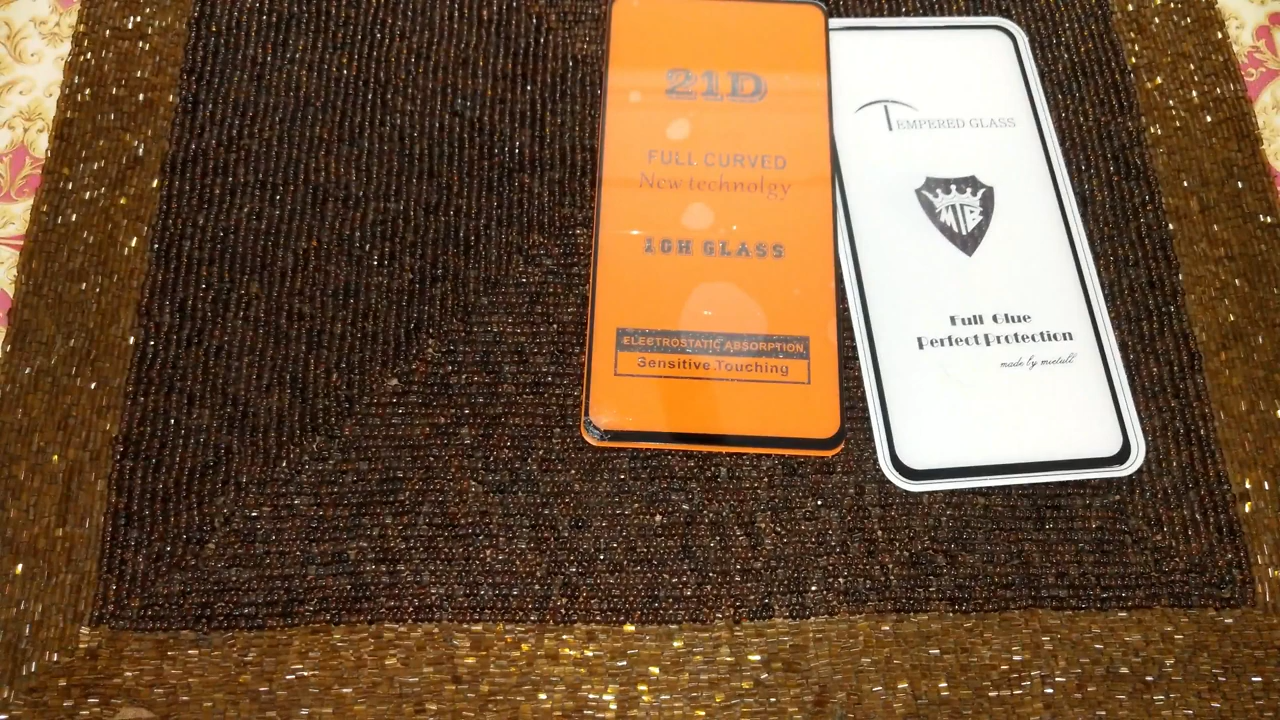 21D
FULL CURVED
New technolgy
10H GLASS
ELECTROSTATIC ABSORPTION
Sensitive Touching
TEMPERED GLASS
MTB
Full Glue
Perfect Protection
made by mietubl